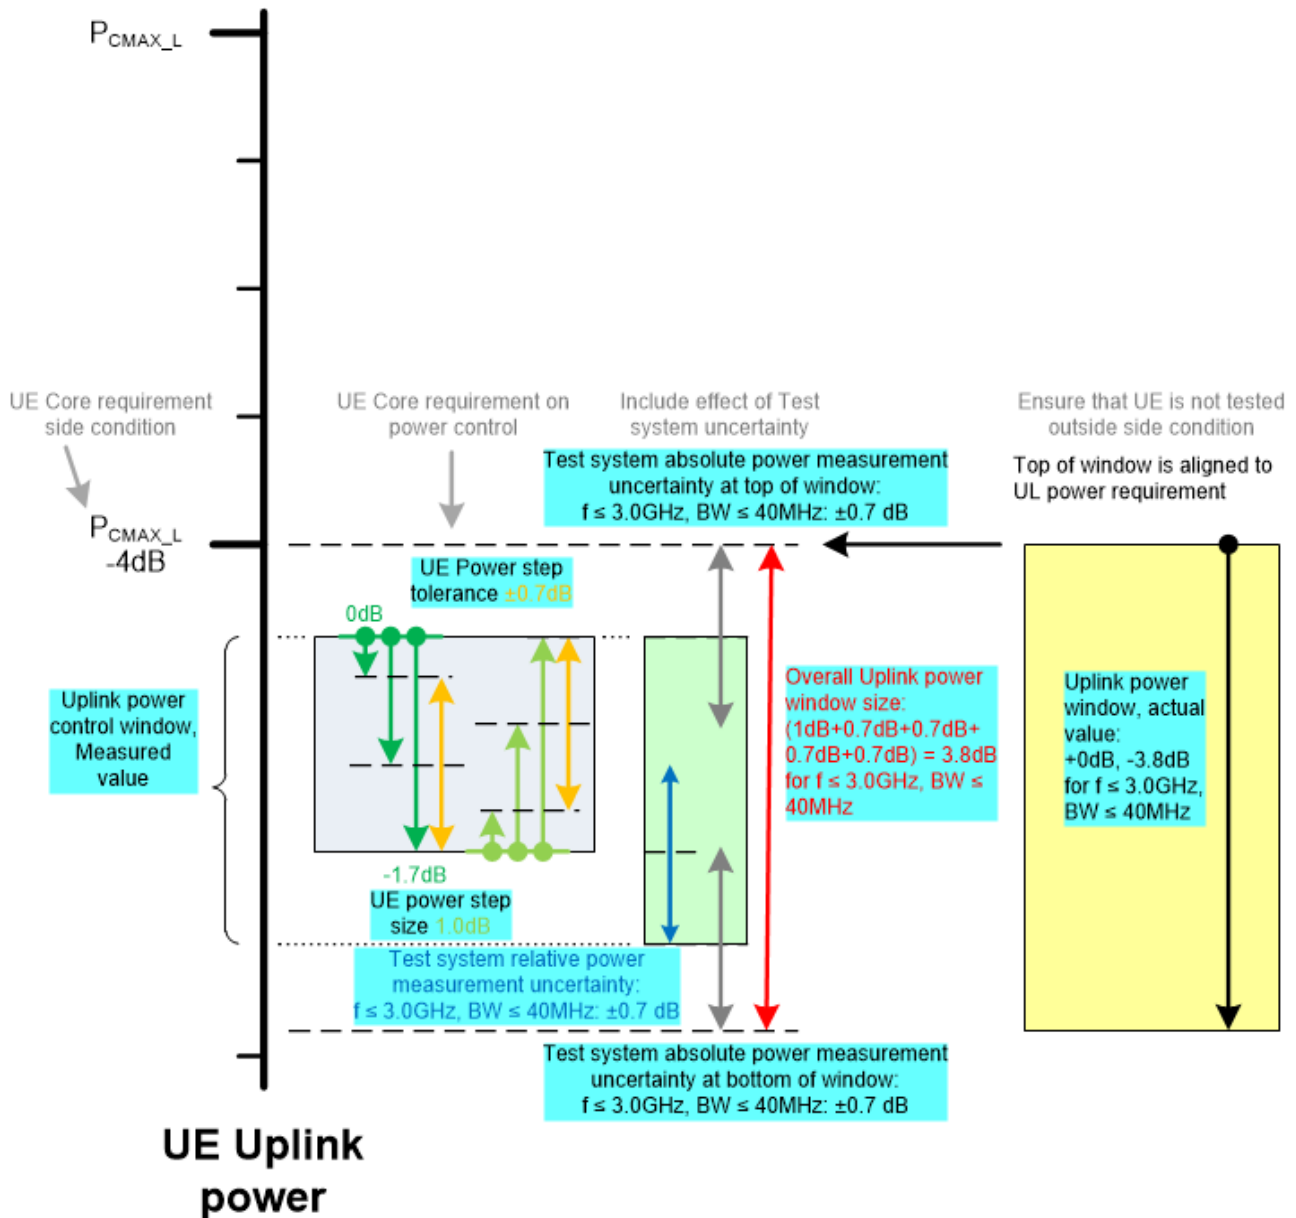 P_CMAX_L
UE Core requirement
side condition
UE Core requirement on
power control
Include effect of Test
system uncertainty
Ensure that UE is not tested
outside side condition
Test system absolute power measurement
uncertainty at top of window:
f ≤ 3.0GHz, BW ≤ 40MHz: ±0.7 dB
Top of window is aligned to
UL power requirement
P_CMAX_L
-4dB
UE Power step
tolerance ±0.7dB
0dB
Uplink power
control window,
Measured
value
Overall Uplink power
window size:
(1dB+0.7dB+0.7dB+
0.7dB+0.7dB) = 3.8dB
for f ≤ 3.0GHz, BW ≤
40MHz
Uplink power
window, actual
value:
+0dB, -3.8dB
for f ≤ 3.0GHz,
BW ≤ 40MHz
-1.7dB
UE power step
size 1.0dB
Test system relative power
measurement uncertainty:
f ≤ 3.0GHz, BW ≤ 40MHz: ±0.7 dB
Test system absolute power measurement
uncertainty at bottom of window:
f ≤ 3.0GHz, BW ≤ 40MHz: ±0.7 dB
UE Uplink
power